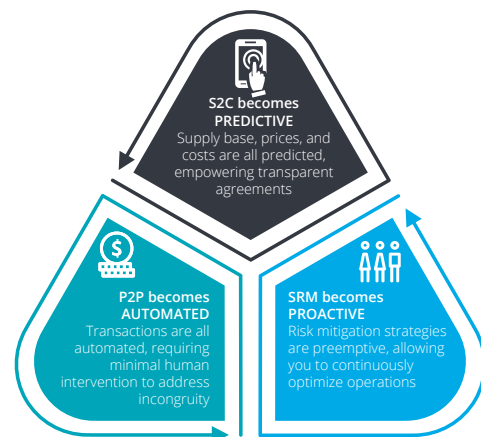 S2C becomes
PREDICTIVE
Supply base, prices, and
costs are all predicted,
empowering transparent
agreements
$
P2P becomes
AUTOMATED
Transactions are all
automated, requiring
minimal human
intervention to address
incongruity
SRM becomes
PROACTIVE
Risk mitigation strategies
are preemptive, allowing
you to continuously
optimize operations